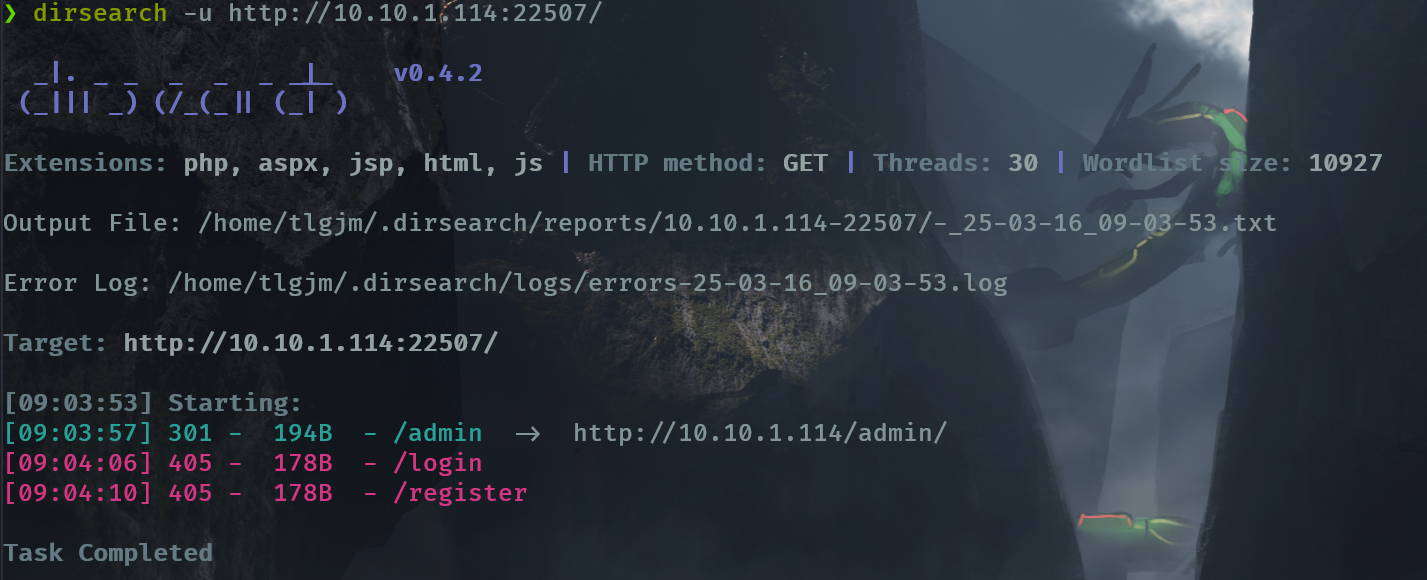 ❯ dirsearch -u http://10.10.1.114:22507/
  _|. _ _  _  _  _ _|_    v0.4.2
 (_||| _) (/_(_|| (_| )
Extensions: php, aspx, jsp, html, js | HTTP method: GET | Threads: 30 | Wordlist size: 10927
Output File: /home/tlgjm/.dirsearch/reports/10.10.1.114-22507/-_25-03-16_09-03-53.txt
Error Log: /home/tlgjm/.dirsearch/logs/errors-25-03-16_09-03-53.log
Target: http://10.10.1.114:22507/
[09:03:53] Starting:
[09:03:57] 301 -  194B  - /admin  ->  http://10.10.1.114/admin/
[09:04:06] 405 -  178B  - /login
[09:04:10] 405 -  178B  - /register
Task Completed